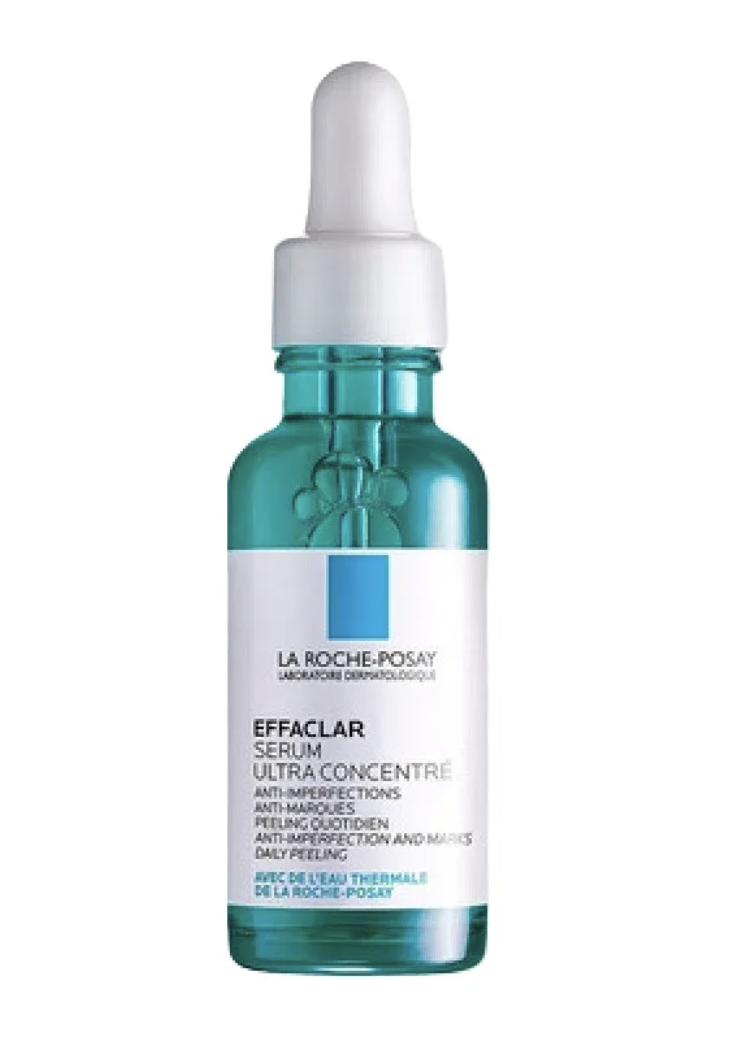 LA ROCHE-POSAY
LABORATOIRE DERMATOLOGIQUE
EFFACLAR
SERUM
ULTRA CONCENTRÉ
ANTI-IMPERFECTIONS
ANTI-MARQUES
PEELING QUOTIDIEN
ANTI-IMPERFECTION AND MARKS
DAILY PEELING
AVEC DE L'EAU THERMALE
DE LA ROCHE-POSAY